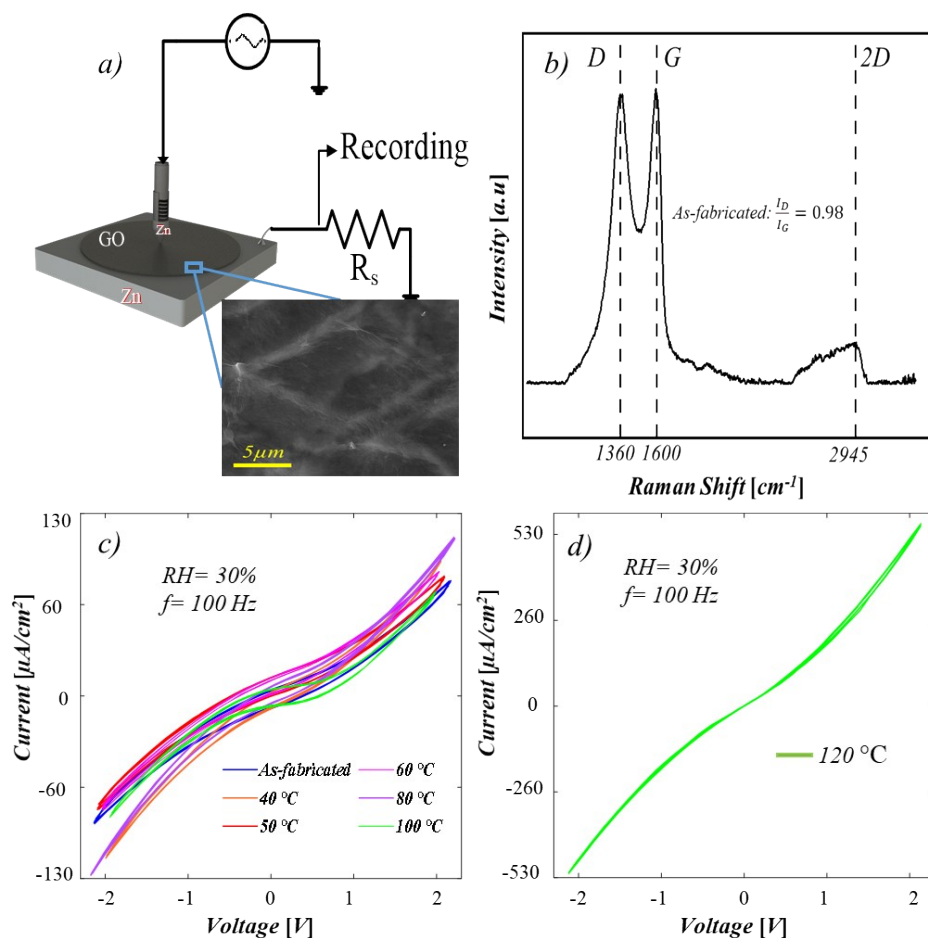 a)
Recording
Zn
GO
R_s
Zn
5µm
b)
D
G
2D
As-fabricated: I_D/I_G = 0.98
Intensity [a.u]
1360 1600 2945
Raman Shift [cm⁻¹]
c)
RH= 30%
f= 100 Hz
130
60
0
-60
-130
Current [µA/cm²]
As-fabricated
40 °C
50 °C
60 °C
80 °C
100 °C
-2 -1 0 1 2
Voltage [V]
d)
RH= 30%
f= 100 Hz
530
260
0
-260
-530
Current [µA/cm²]
120 °C
-2 -1 0 1 2
Voltage [V]